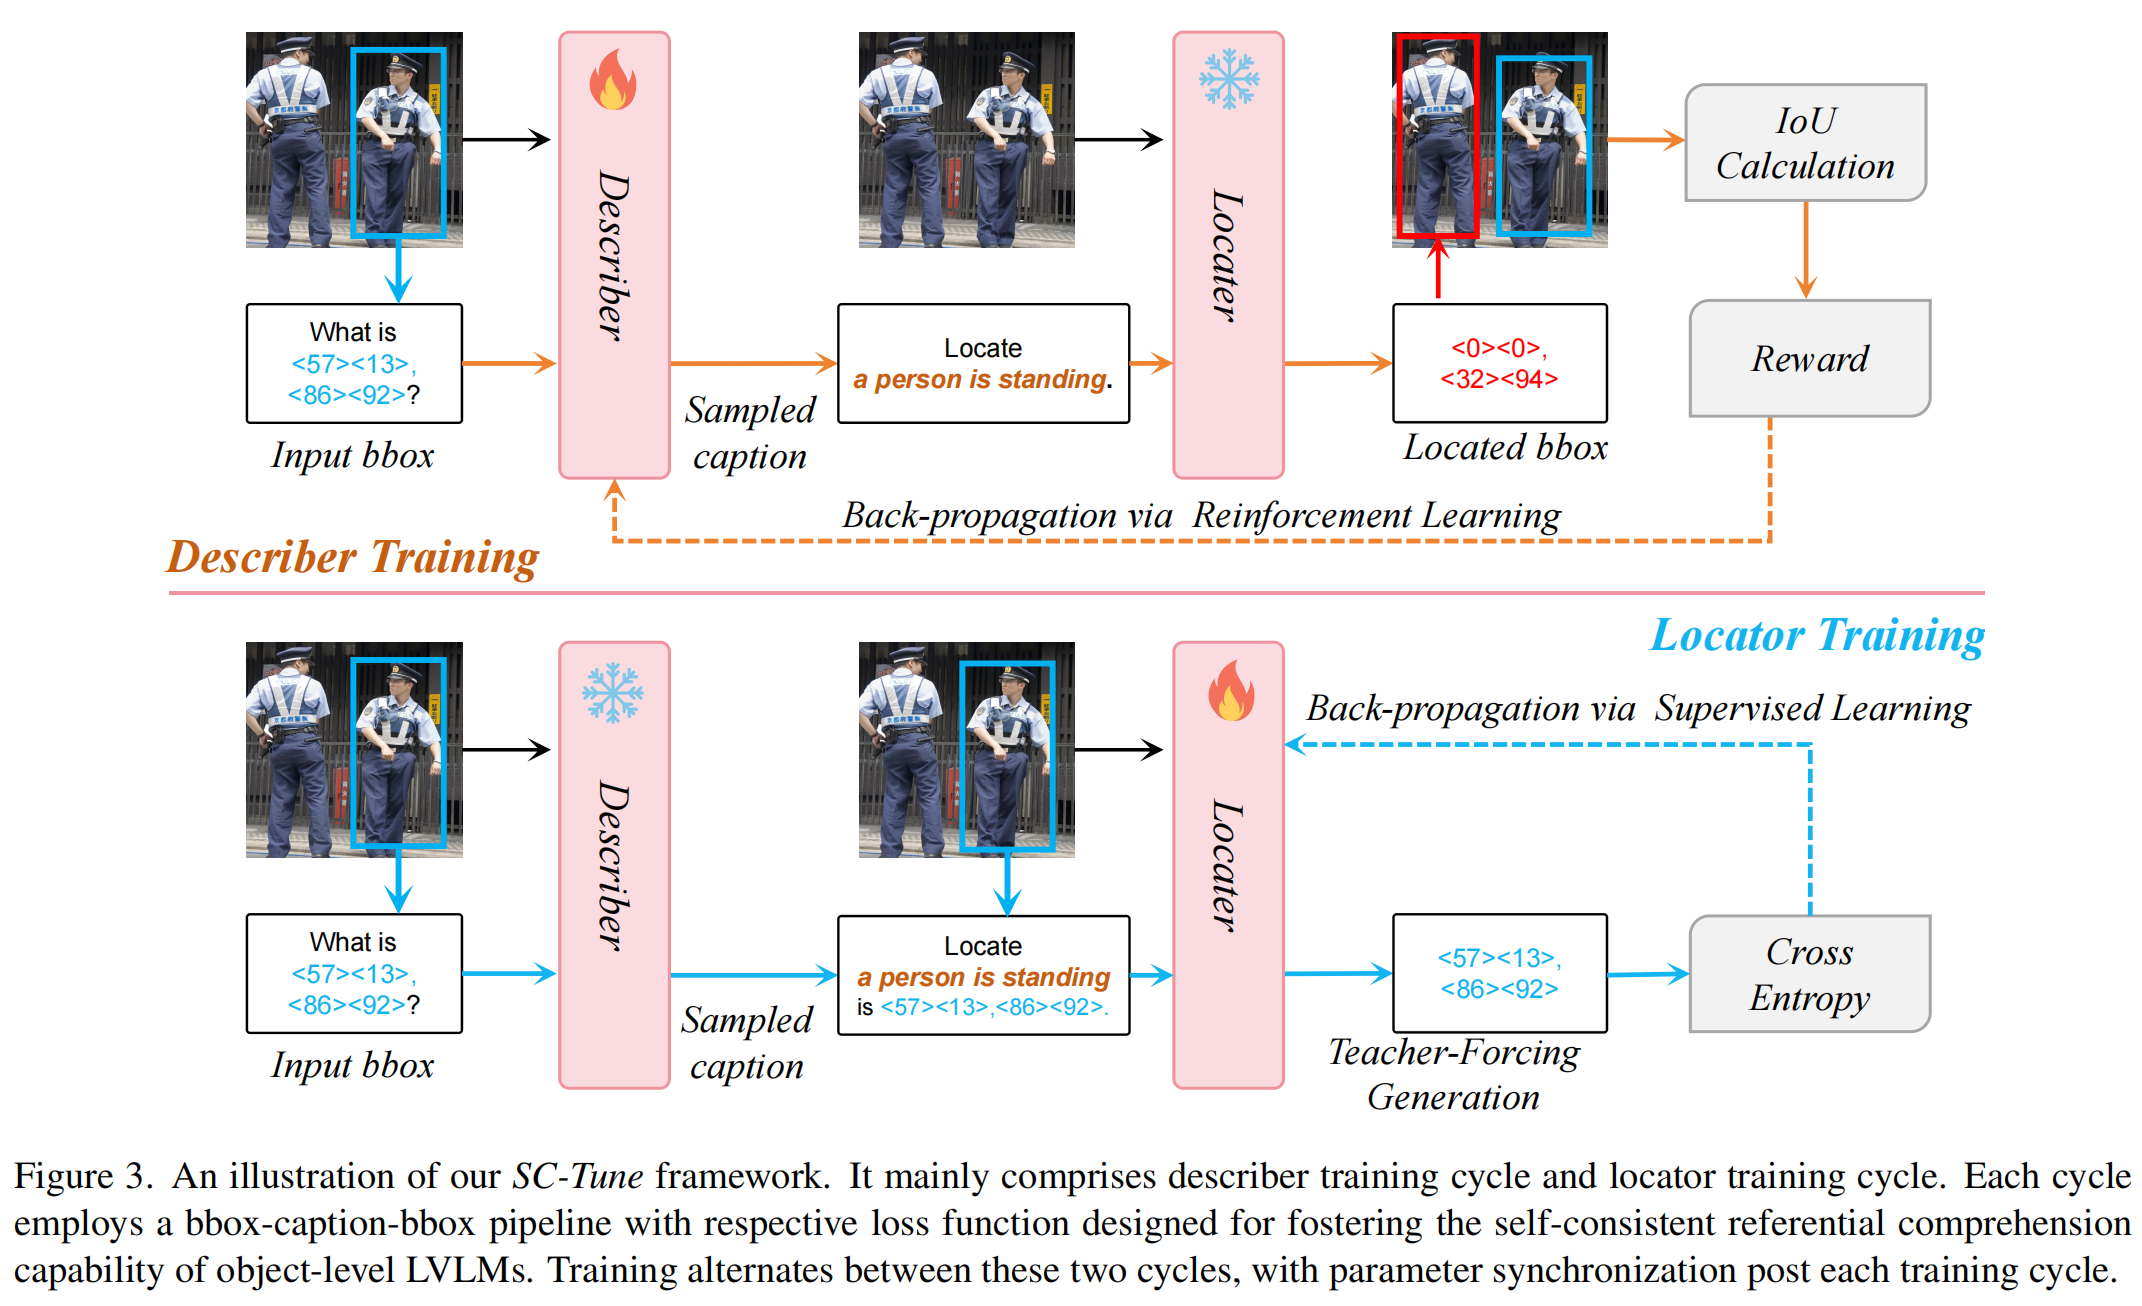 Describer
Locater
IoU
Calculation
What is
<57><13>,
<86><92>?
Input bbox
Sampled
caption
Locate
a person is standing.
<0><0>,
<32><94>
Located bbox
Reward
Back-propagation via Reinforcement Learning
Describer Training
Locator Training
Describer
Locater
Back-propagation via Supervised Learning
What is
<57><13>,
<86><92>?
Input bbox
Sampled
caption
Locate
a person is standing
is <57><13>,<86><92>.
<57><13>,
<86><92>
Teacher-Forcing
Generation
Cross
Entropy
Figure 3. An illustration of our SC-Tune framework. It mainly comprises describer training cycle and locator training cycle. Each cycle
employs a bbox-caption-bbox pipeline with respective loss function designed for fostering the self-consistent referential comprehension
capability of object-level LVLMs. Training alternates between these two cycles, with parameter synchronization post each training cycle.